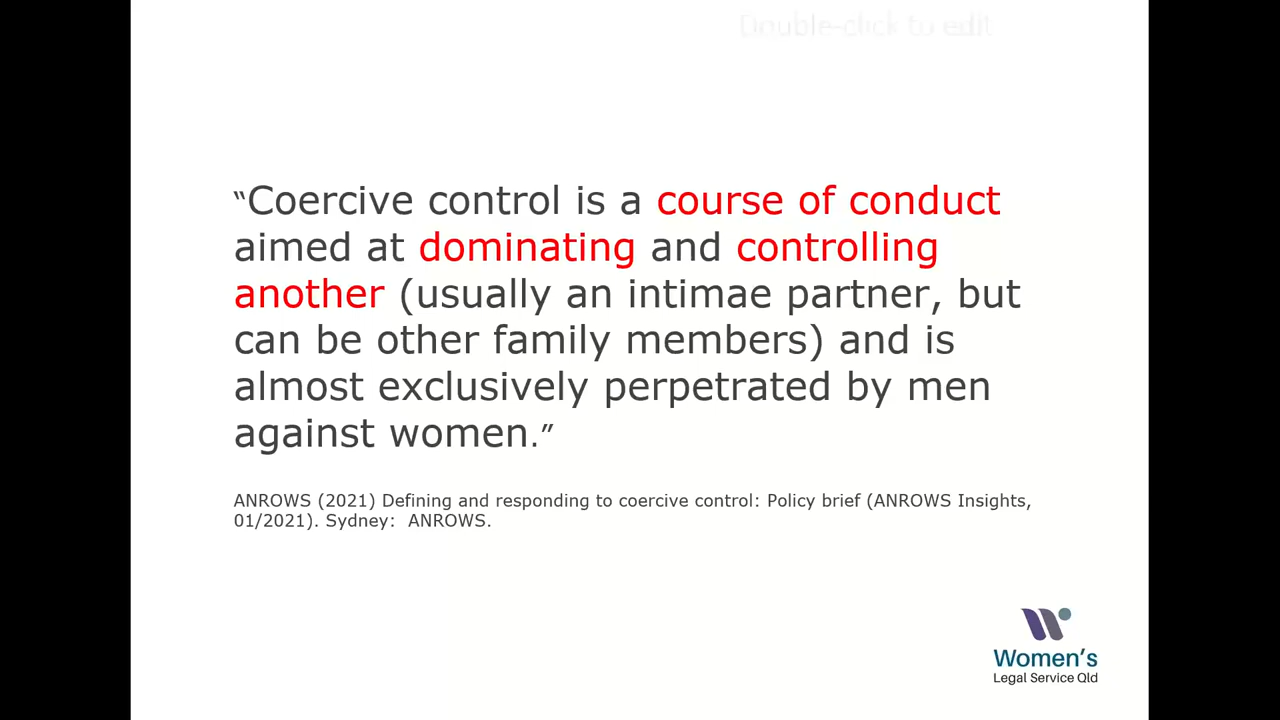 Double-click to edit
“Coercive control is a course of conduct
aimed at dominating and controlling
another (usually an intimae partner, but
can be other family members) and is
almost exclusively perpetrated by men
against women.”
ANROWS (2021) Defining and responding to coercive control: Policy brief (ANROWS Insights,
01/2021). Sydney:  ANROWS.
Women's
Legal Service Qld